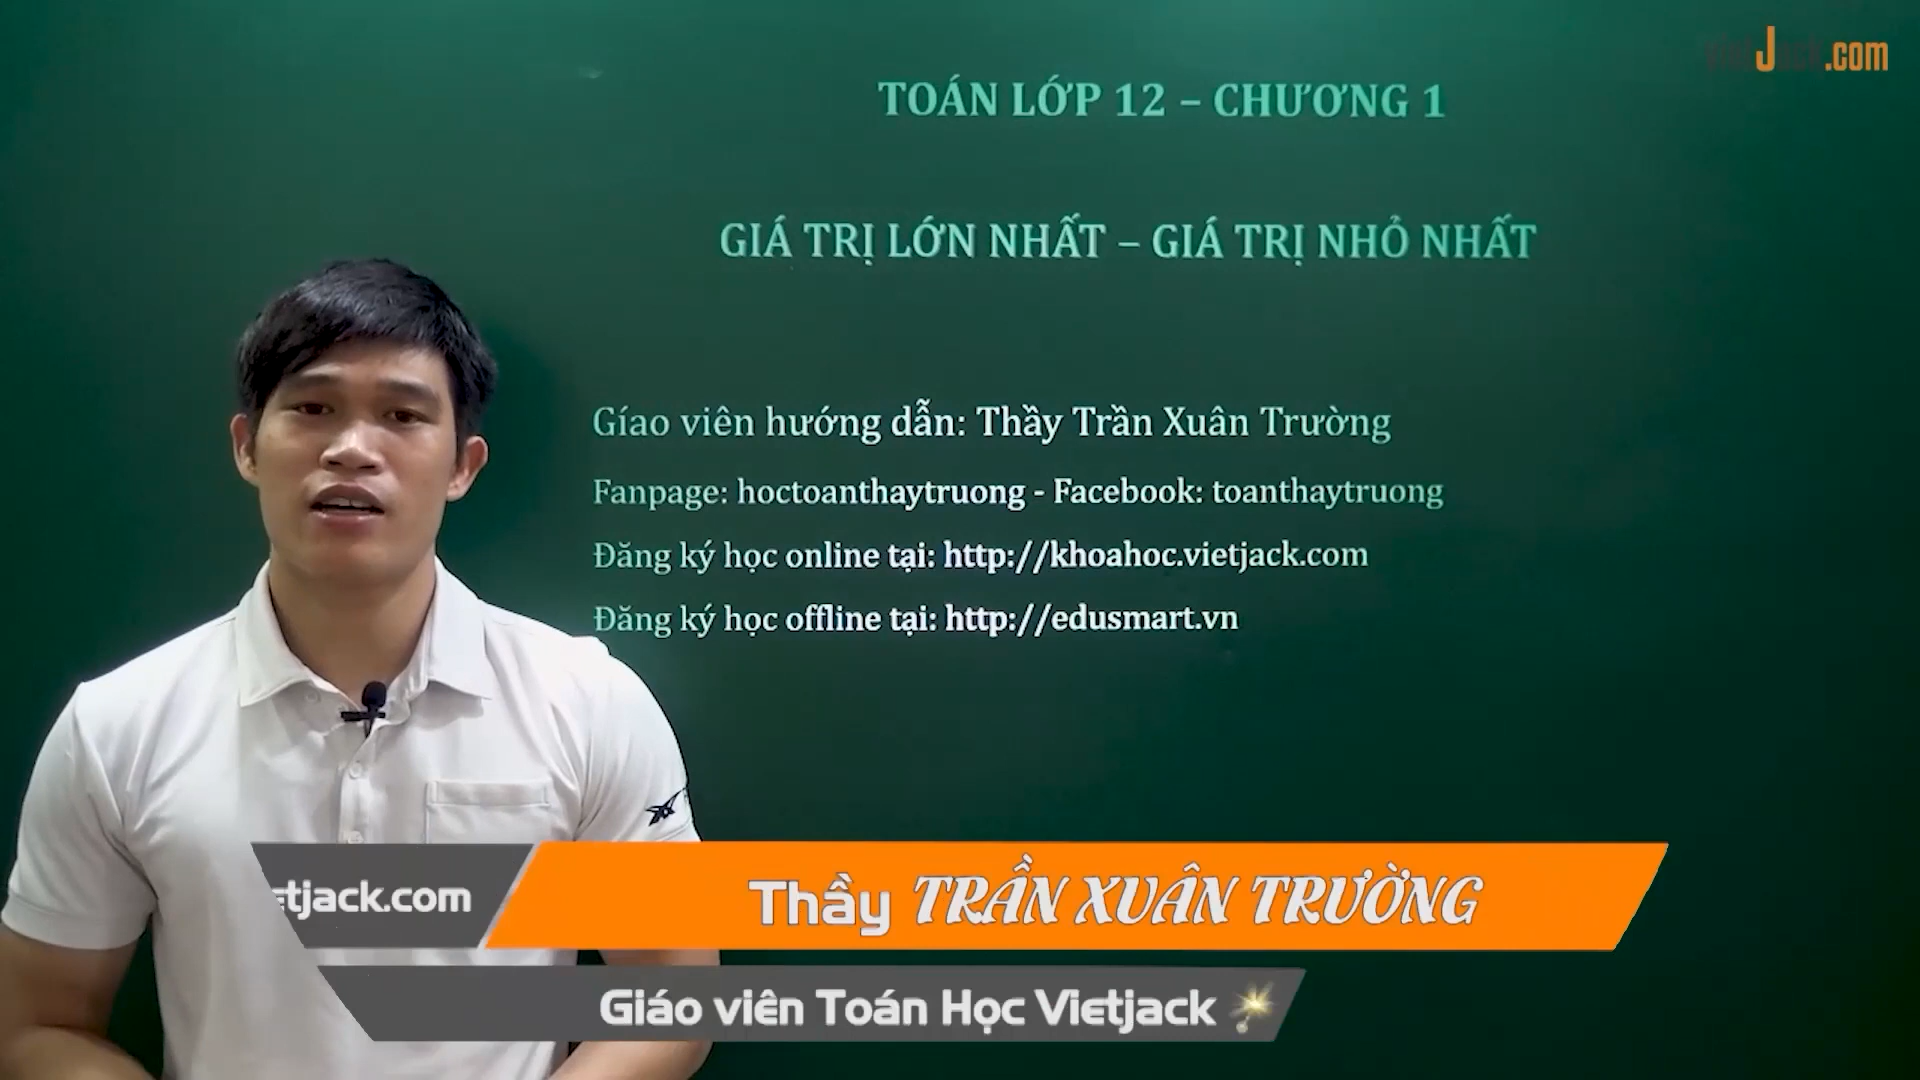 VietJack.com
TOÁN LỚP 12 – CHƯƠNG 1
GIÁ TRỊ LỚN NHẤT – GIÁ TRỊ NHỎ NHẤT
Gíao viên hướng dẫn: Thầy Trần Xuân Trường
Fanpage: hoctoanthaytruong - Facebook: toanthaytruong
Đăng ký học online tại: http://khoahoc.vietjack.com
Đăng ký học offline tại: http://edusmart.vn
etjack.com
Thầy TRẦN XUÂN TRƯỜNG
Giáo viên Toán Học Vietjack